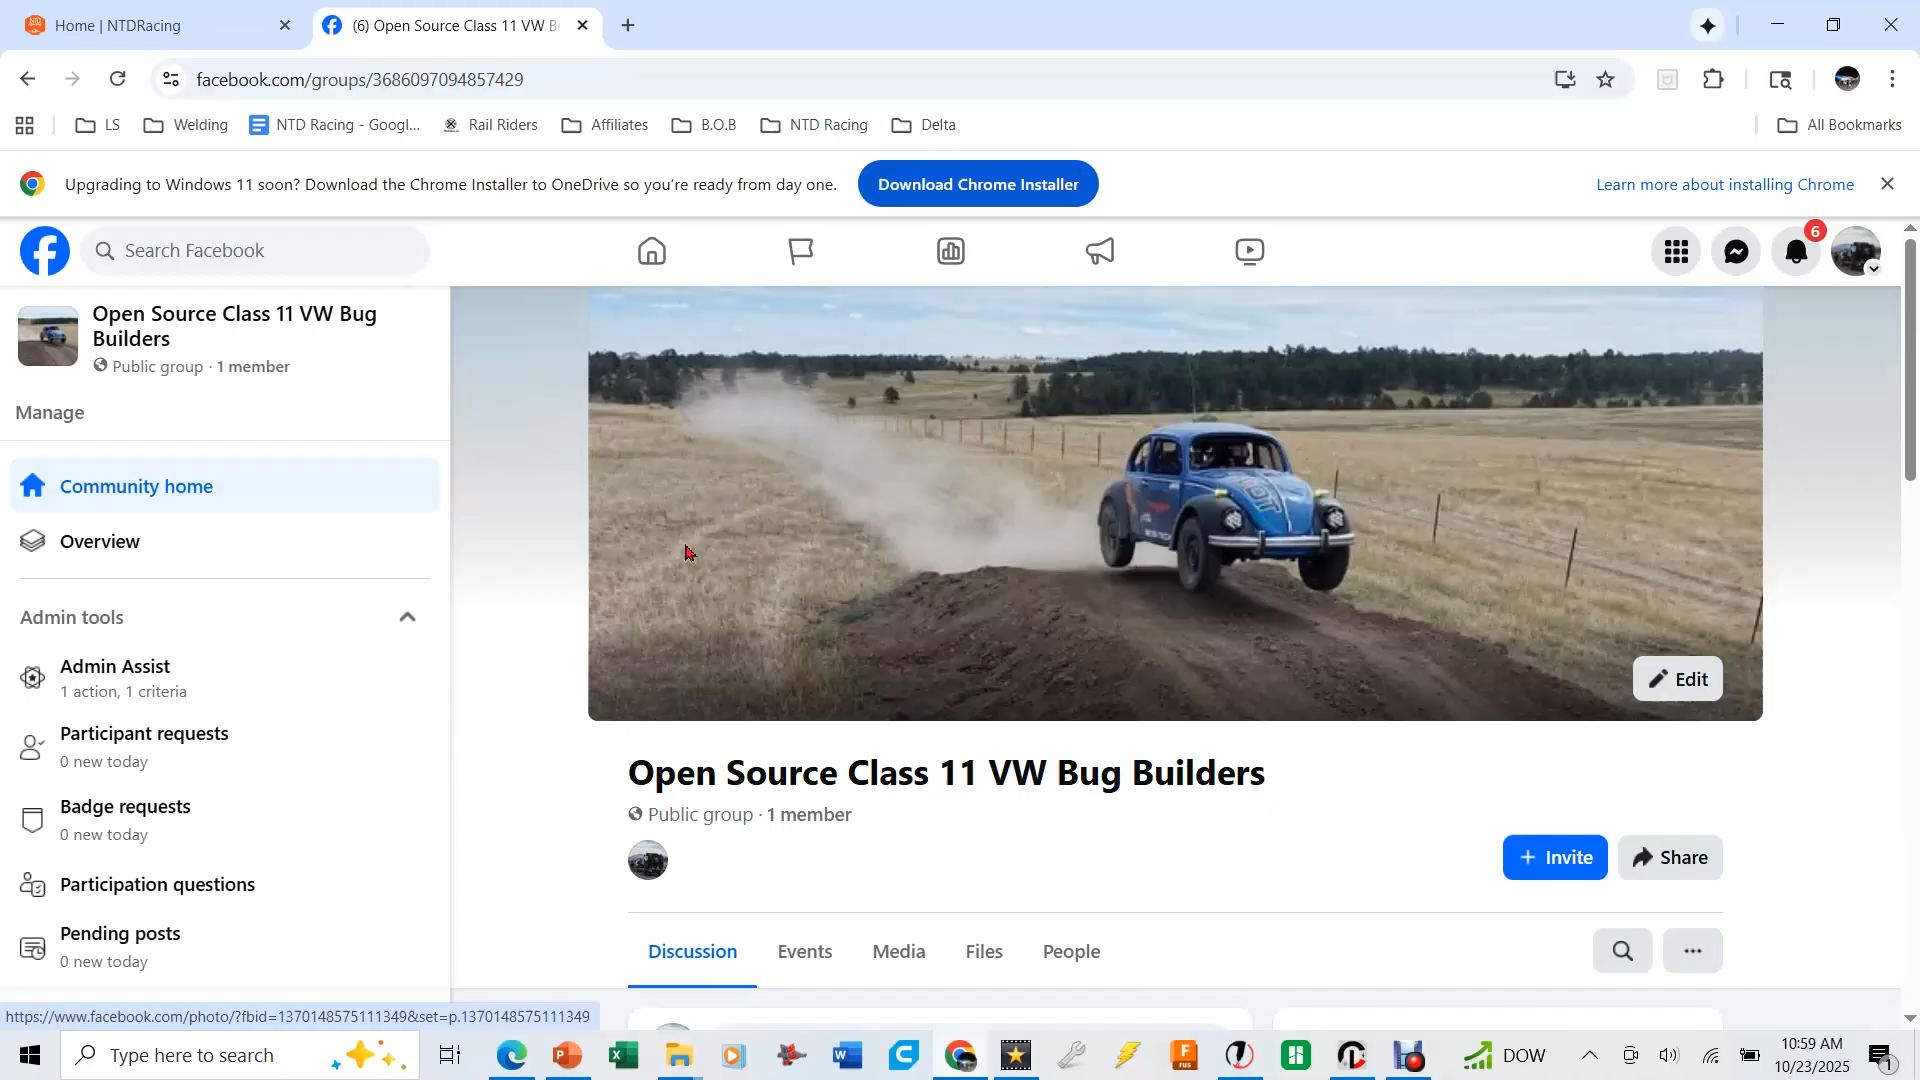 Home | NTDRacing
(6) Open Source Class 11 VW B
facebook.com/groups/3686097094857429
LS
Welding
NTD Racing - Googl...
Rail Riders
Affiliates
B.O.B
NTD Racing
Delta
All Bookmarks
Upgrading to Windows 11 soon? Download the Chrome Installer to OneDrive so you're ready from day one.
Download Chrome Installer
Learn more about installing Chrome
Search Facebook
6
Open Source Class 11 VW Bug
Builders
Public group · 1 member
Manage
Community home
Overview
Admin tools
Admin Assist
1 action, 1 criteria
Participant requests
0 new today
Badge requests
0 new today
Participation questions
Pending posts
0 new today
Edit
Open Source Class 11 VW Bug Builders
Public group · 1 member
Invite
Share
Discussion
Events
Media
Files
People
https://www.facebook.com/photo/?fbid=1370148575111349&set=p.1370148575111349
Type here to search
DOW
10:59 AM
10/23/2025
1